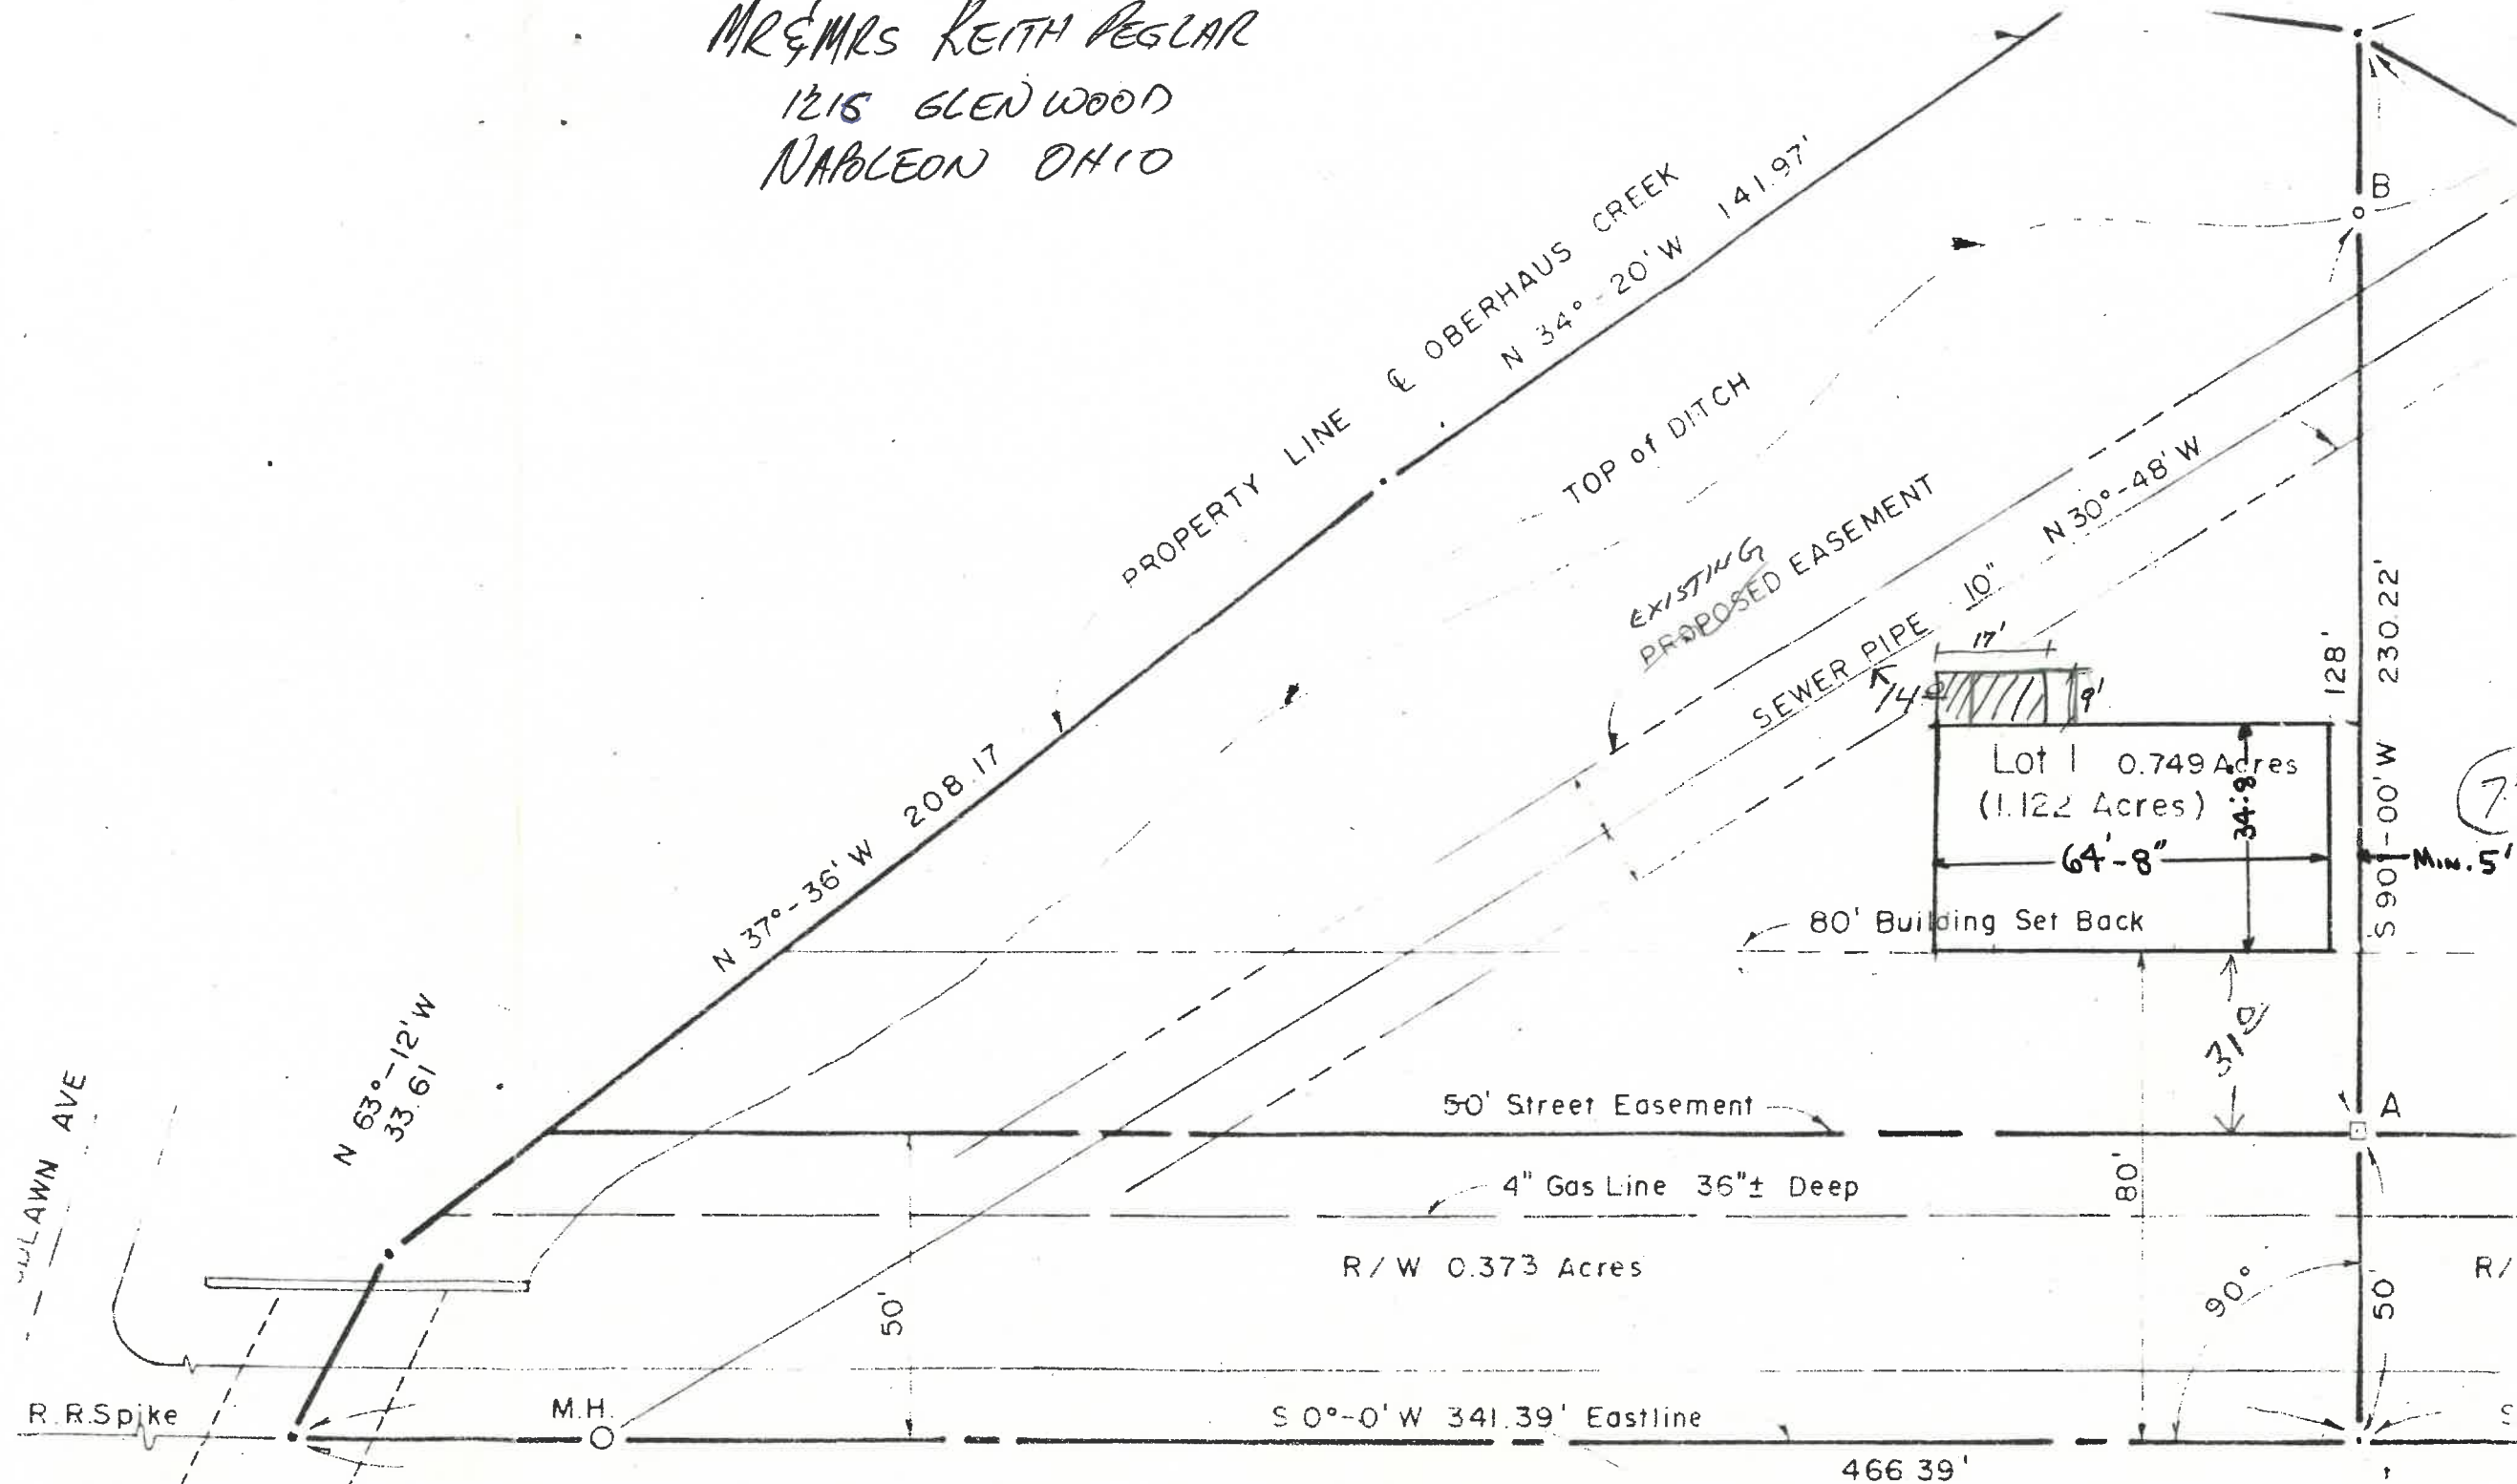 MR & MRS KEITH PEGLAR
1215 GLENWOOD
NAPOLEON OHIO
PROPERTY LINE ℄ OBERHAUS CREEK
N 34°-20' W 141.97'
B
TOP of DITCH
EXISTING
PROPOSED EASEMENT
SEWER PIPE 10"
N 30°-48' W
17'
14'
9'
128'
230.22'
S 90°-00' W
Lot 1 0.749 Acres
(1.122 Acres)
34'-8"
64'-8"
MIN. 5'
7
N 37°-36' W 208.17
80' Building Set Back
31'0
N 63°-12' W
33.61
LAWN AVE
50' Street Easement
A
4" Gas Line 36"± Deep
80'
R/W 0.373 Acres
R/
50'
90°
50'
R.R.Spike
M.H.
S 0°-0' W 341.39' Eastline
S
466.39'